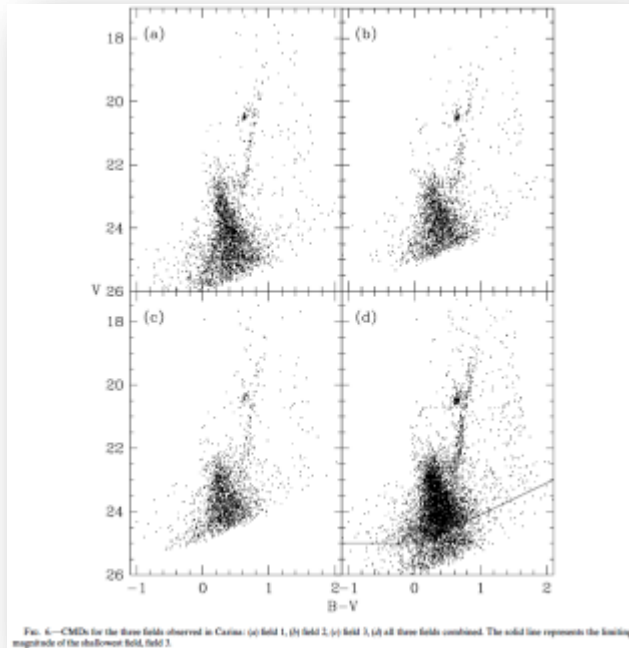 18
(a)
(b)
20
22
24
V 26
18
(c)
(d)
20
22
24
26
-1 0 1 2-1 0 1 2
B-V
FIG. 6.—CMDs for the three fields observed in Carina: (a) field 1, (b) field 2, (c) field 3, (d) all three fields combined. The solid line represents the limiting
magnitude of the shallowest field, field 3.